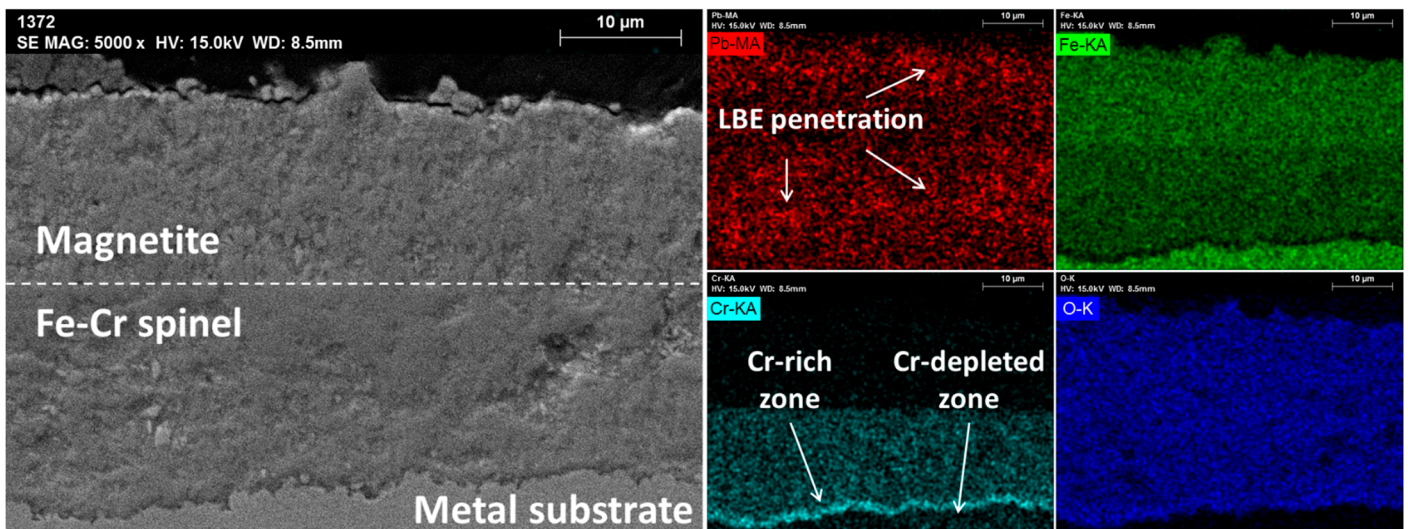 1372
SE MAG: 5000 x HV: 15.0kV WD: 8.5mm
10 µm
Magnetite
Fe-Cr spinel
Metal substrate
Pb-MA
HV: 15.0kV WD: 8.5mm
10 µm
Pb-MA
LBE penetration
Fe-KA
HV: 15.0kV WD: 8.5mm
10 µm
Fe-KA
Cr-KA
HV: 15.0kV WD: 8.5mm
10 µm
Cr-KA
Cr-rich
zone
Cr-depleted
zone
O-K
HV: 15.0kV WD: 8.5mm
10 µm
O-K